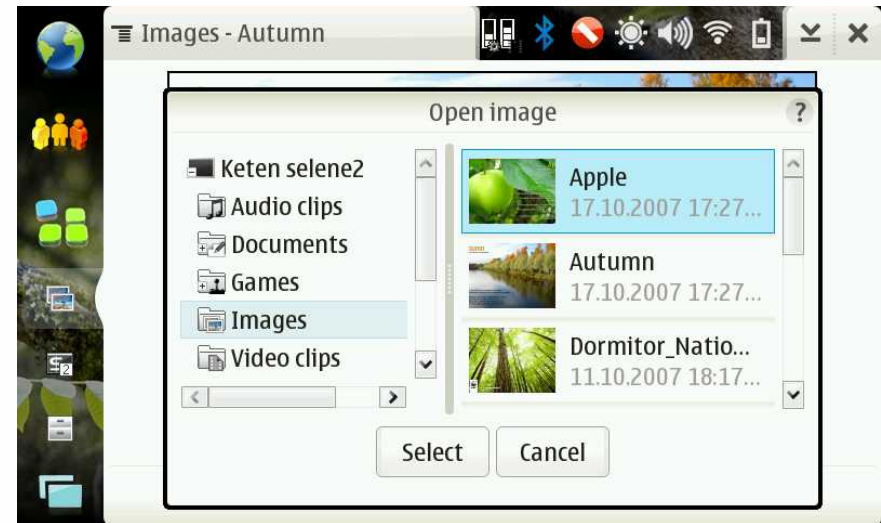 Images - Autumn
Open image
?
Keten selene2
Audio clips
Documents
Games
Images
Video clips
Apple
17.10.2007 17:27...
Autumn
17.10.2007 17:27...
Dormitor_Natio...
11.10.2007 18:17...
Select
Cancel
2